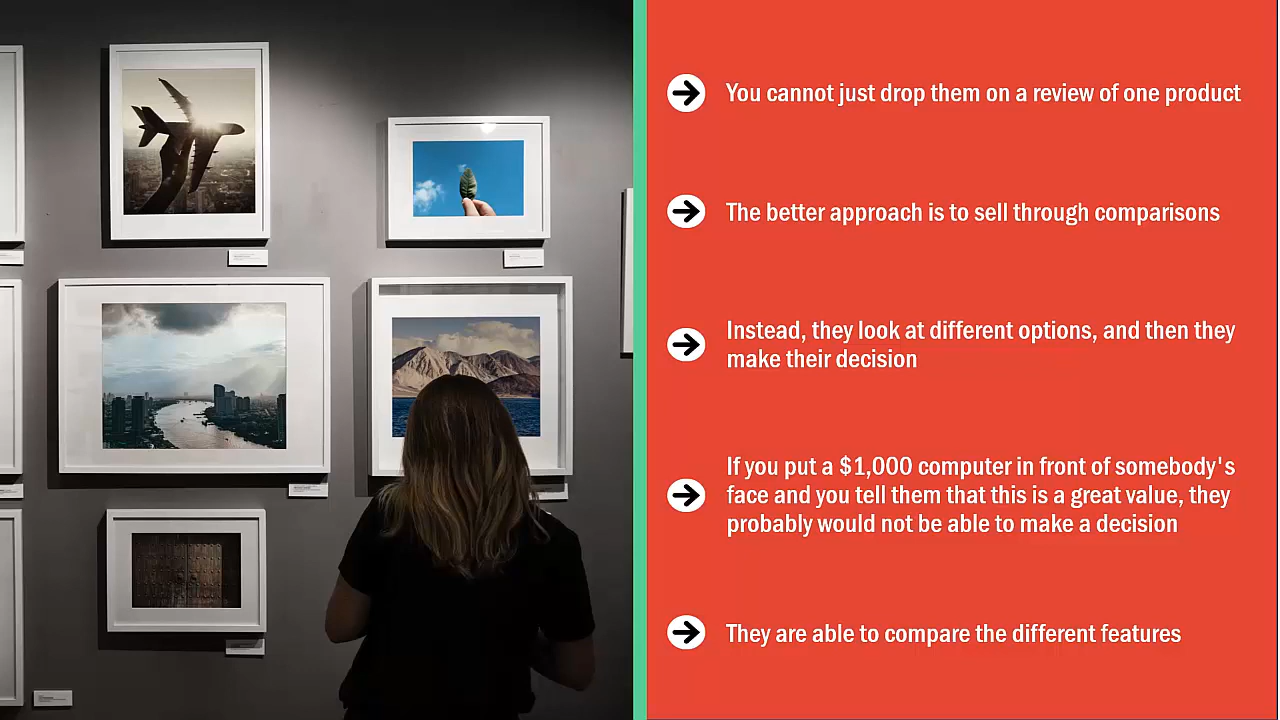 You cannot just drop them on a review of one product
The better approach is to sell through comparisons
Instead, they look at different options, and then they
make their decision
If you put a $1,000 computer in front of somebody's
face and you tell them that this is a great value, they
probably would not be able to make a decision
They are able to compare the different features